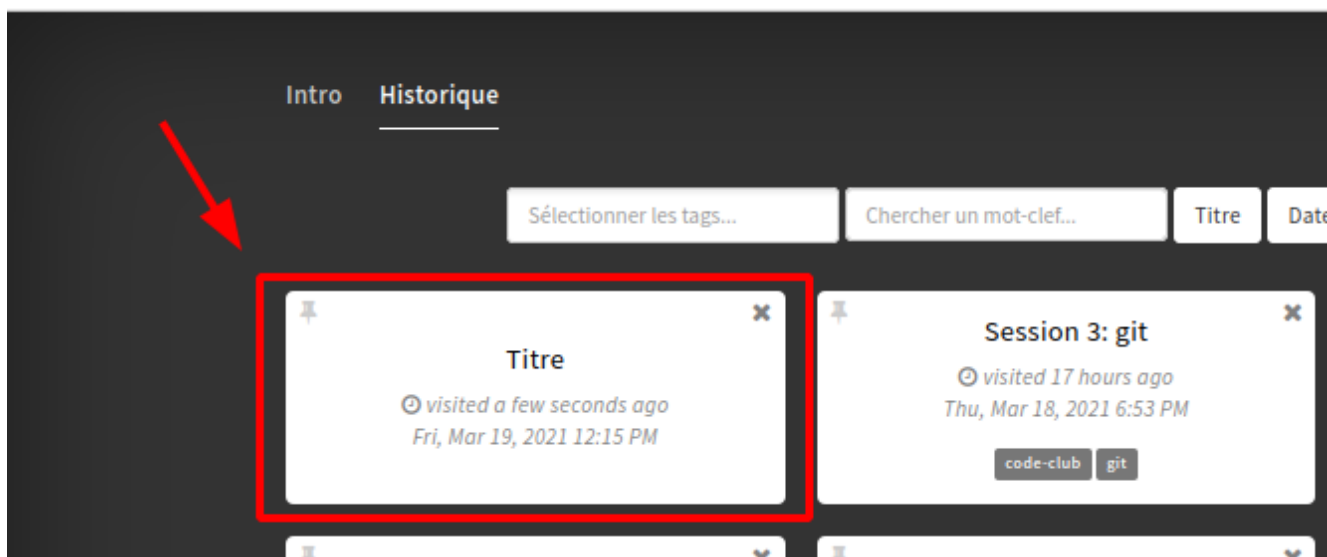 Intro Historique
Sélectionner les tags... Chercher un mot-clef... Titre Date
Titre
visited a few seconds ago
Fri, Mar 19, 2021 12:15 PM
Session 3: git
visited 17 hours ago
Thu, Mar 18, 2021 6:53 PM
code-club git